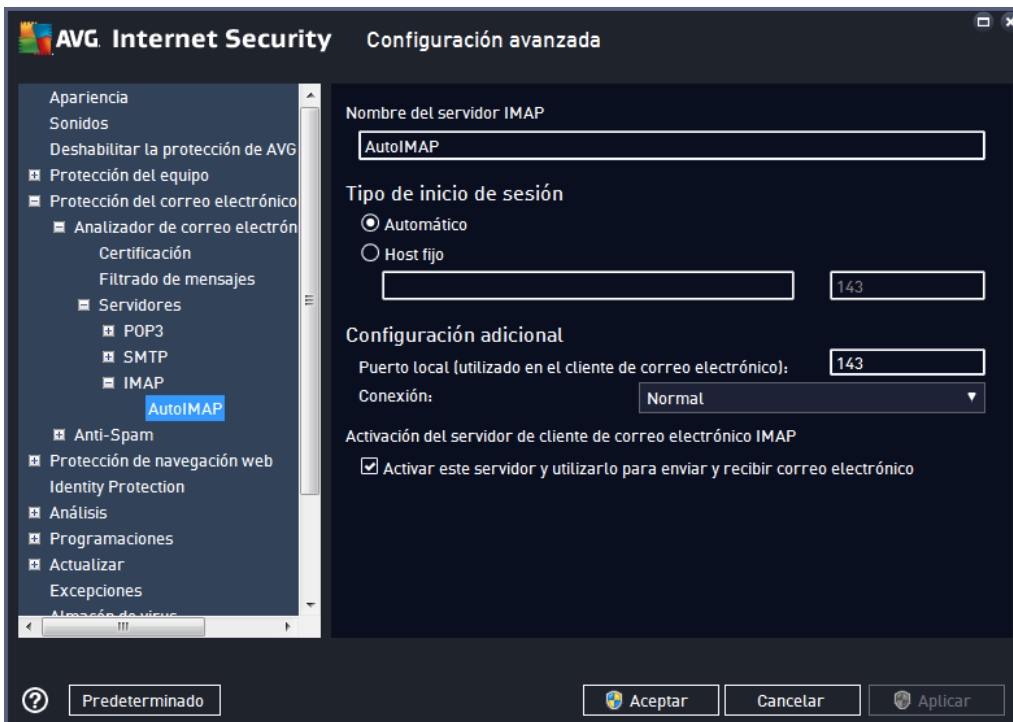 AVG. Internet Security Configuración avanzada
Apariencia
Sonidos
Deshabilitar la protección de AVG
Protección del equipo
Protección del correo electrónico
Analizador de correo electrón
Certificación
Filtrado de mensajes
Servidores
POP3
SMTP
IMAP
AutoIMAP
Anti-Spam
Protección de navegación web
Identity Protection
Análisis
Programaciones
Actualizar
Excepciones
Almacén de virus
Nombre del servidor IMAP
AutoIMAP
Tipo de inicio de sesión
Automático
Host fijo
143
Configuración adicional
Puerto local (utilizado en el cliente de correo electrónico): 143
Conexión: Normal
Activación del servidor de cliente de correo electrónico IMAP
Activar este servidor y utilizarlo para enviar y recibir correo electrónico
? Predeterminado Aceptar Cancelar Aplicar